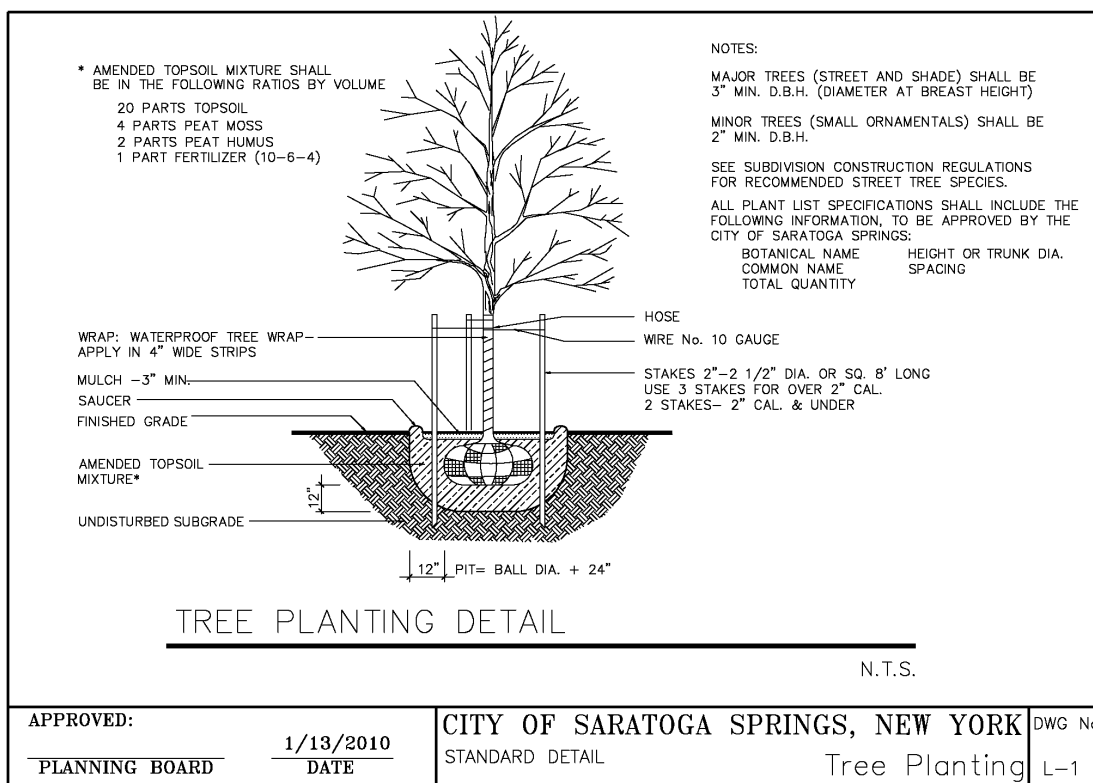 * AMENDED TOPSOIL MIXTURE SHALL
BE IN THE FOLLOWING RATIOS BY VOLUME
20 PARTS TOPSOIL
4 PARTS PEAT MOSS
2 PARTS PEAT HUMUS
1 PART FERTILIZER (10-6-4)
NOTES:
MAJOR TREES (STREET AND SHADE) SHALL BE
3" MIN. D.B.H. (DIAMETER AT BREAST HEIGHT)
MINOR TREES (SMALL ORNAMENTALS) SHALL BE
2" MIN. D.B.H.
SEE SUBDIVISION CONSTRUCTION REGULATIONS
FOR RECOMMENDED STREET TREE SPECIES.
ALL PLANT LIST SPECIFICATIONS SHALL INCLUDE THE
FOLLOWING INFORMATION, TO BE APPROVED BY THE
CITY OF SARATOGA SPRINGS:
BOTANICAL NAME HEIGHT OR TRUNK DIA.
COMMON NAME SPACING
TOTAL QUANTITY
WRAP: WATERPROOF TREE WRAP
APPLY IN 4" WIDE STRIPS
MULCH -3" MIN.
SAUCER
FINISHED GRADE
AMENDED TOPSOIL
MIXTURE*
12"
UNDISTURBED SUBGRADE
HOSE
WIRE No. 10 GAUGE
STAKES 2"-2 1/2" DIA. OR SQ. 8' LONG
USE 3 STAKES FOR OVER 2" CAL.
2 STAKES- 2" CAL. & UNDER
12" PIT= BALL DIA. + 24"
TREE PLANTING DETAIL
N.T.S.
APPROVED:
1/13/2010
PLANNING BOARD DATE
CITY OF SARATOGA SPRINGS, NEW YORK
STANDARD DETAIL
Tree Planting
DWG No
L-1